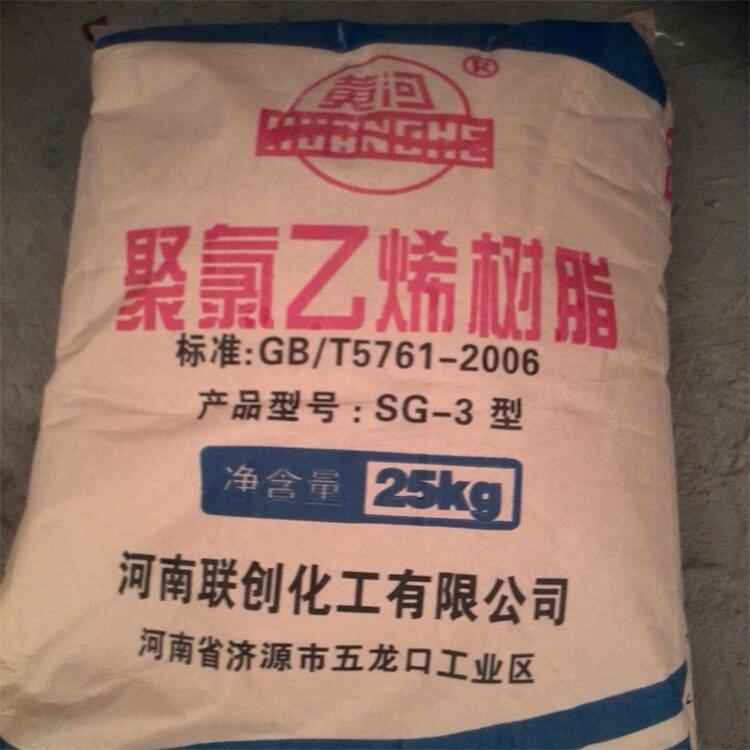 黄河
®
HUANGHE
聚氯乙烯树脂
标准:GB/T5761-2006
产品型号：SG-3 型
净含量 25kg
河南联创化工有限公司
河南省济源市五龙口工业区